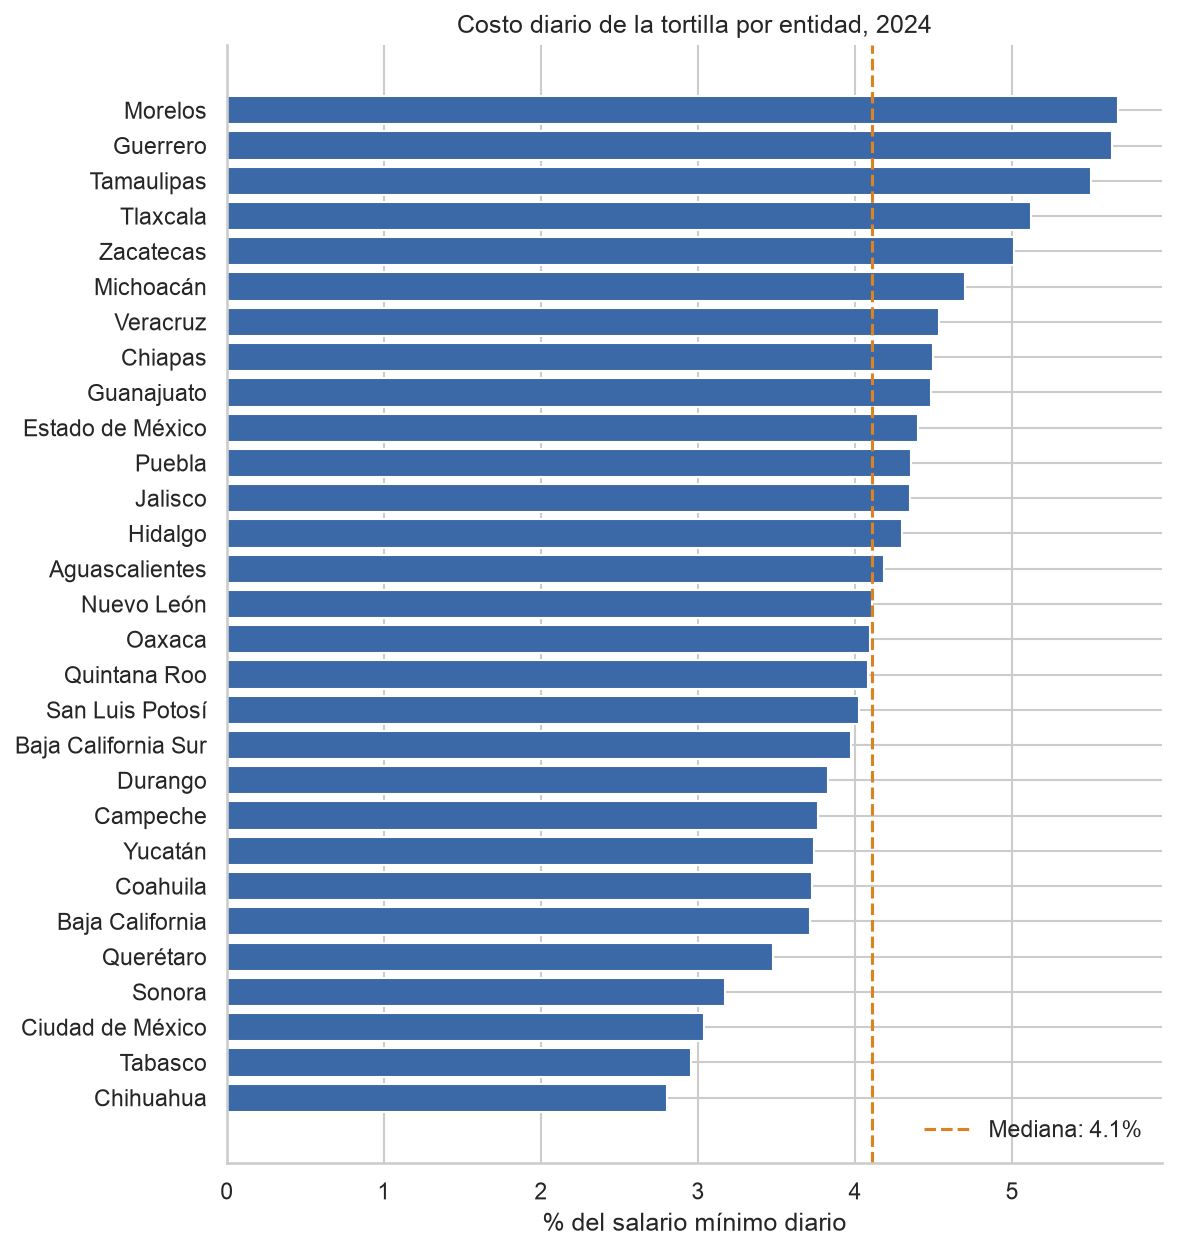 Costo diario de la tortilla por entidad, 2024
Morelos
Guerrero
Tamaulipas
Tlaxcala
Zacatecas
Michoacán
Veracruz
Chiapas
Guanajuato
Estado de México
Puebla
Jalisco
Hidalgo
Aguascalientes
Nuevo León
Oaxaca
Quintana Roo
San Luis Potosí
Baja California Sur
Durango
Campeche
Yucatán
Coahuila
Baja California
Querétaro
Sonora
Ciudad de México
Tabasco
Chihuahua
Mediana: 4.1%
0 1 2 3 4 5
% del salario mínimo diario